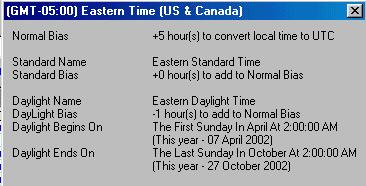 (GMT-05:00) Eastern Time (US & Canada)
Normal Bias +5 hour(s) to convert local time to UTC
Standard Name Eastern Standard Time
Standard Bias +0 hour(s) to add to Normal Bias
Daylight Name Eastern Daylight Time
DayLight Bias -1 hour(s) to add to Normal Bias
Daylight Begins On The First Sunday In April At 2:00:00 AM
(This year - 07 April 2002)
Daylight Ends On The Last Sunday In October At 2:00:00 AM
(This year - 27 October 2002)